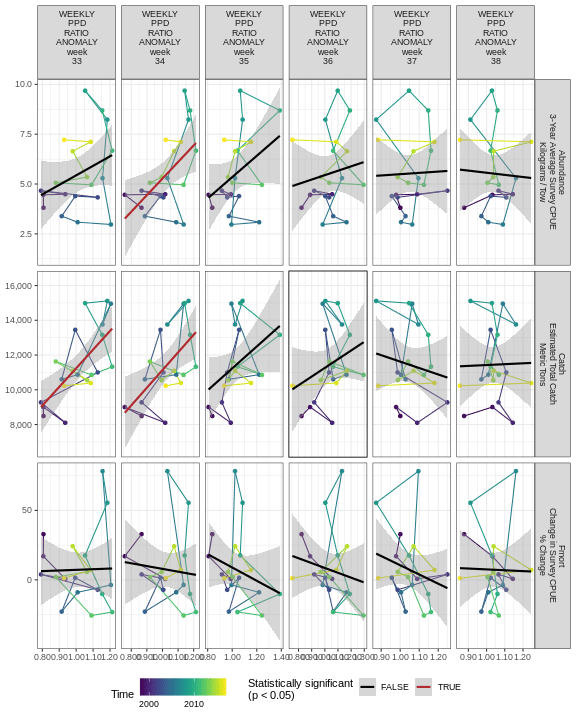 WEEKLY PPD RATIO ANOMALY week 33
WEEKLY PPD RATIO ANOMALY week 34
WEEKLY PPD RATIO ANOMALY week 35
WEEKLY PPD RATIO ANOMALY week 36
WEEKLY PPD RATIO ANOMALY week 37
WEEKLY PPD RATIO ANOMALY week 38
10.0
7.5
5.0
2.5
Abundance
3-Year Average Survey CPUE
Kilograms / Tow
16,000
14,000
12,000
10,000
8,000
Catch
Estimated Total Catch
Metric Tons
50
0
Fmort
Change in Survey CPUE
% Change
0.80 1.00 1.20 1.40
1.20
0.80 0.90 1.00 1.10 1.20
Time
2000 2010
Statistically significant
(p < 0.05)
FALSE TRUE